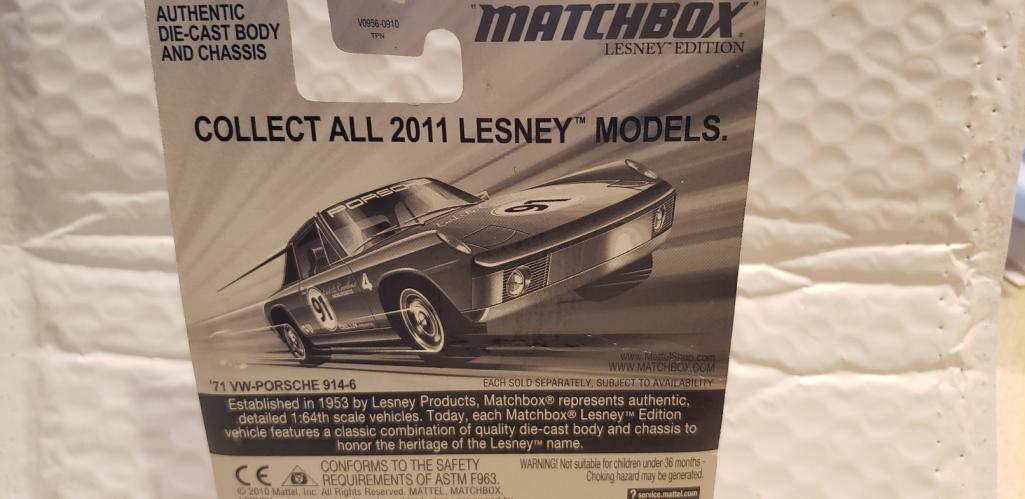 AUTHENTIC
DIE-CAST BODY
AND CHASSIS
V0956-0910
TPN
"MATCHBOX"
LESNEY™ EDITION
COLLECT ALL 2011 LESNEY™ MODELS.
PORSCHE
91
4
91
www.MattelShop.com
WWW.MATCHBOX.COM
'71 VW-PORSCHE 914-6
EACH SOLD SEPARATELY, SUBJECT TO AVAILABILITY
Established in 1953 by Lesney Products, Matchbox® represents authentic,
detailed 1:64th scale vehicles. Today, each Matchbox® Lesney™ Edition
vehicle features a classic combination of quality die-cast body and chassis to
honor the heritage of the Lesney™ name.
CE
CONFORMS TO THE SAFETY
REQUIREMENTS OF ASTM F963.
WARNING! Not suitable for children under 36 months -
Choking hazard may be generated.
© 2010 Mattel, Inc. All Rights Reserved. MATTEL, MATCHBOX,
? service.mattel.com